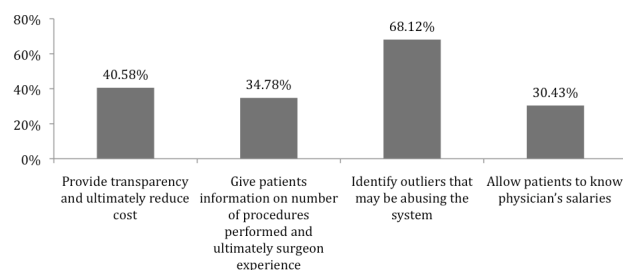 80%
60%
40%
20%
0%
40.58%
34.78%
68.12%
30.43%
Provide transparency
and ultimately reduce
cost
Give patients
information on number
of procedures
performed and
ultimately surgeon
experience
Identify outliers that
may be abusing the
system
Allow patients to know
physician's salaries